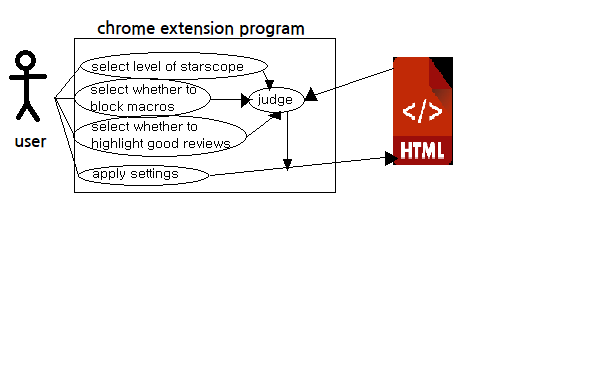 chrome extension program
select level of starscope
select whether to
block macros
judge
select whether to
highlight good reviews
user
apply settings
</>
HTML